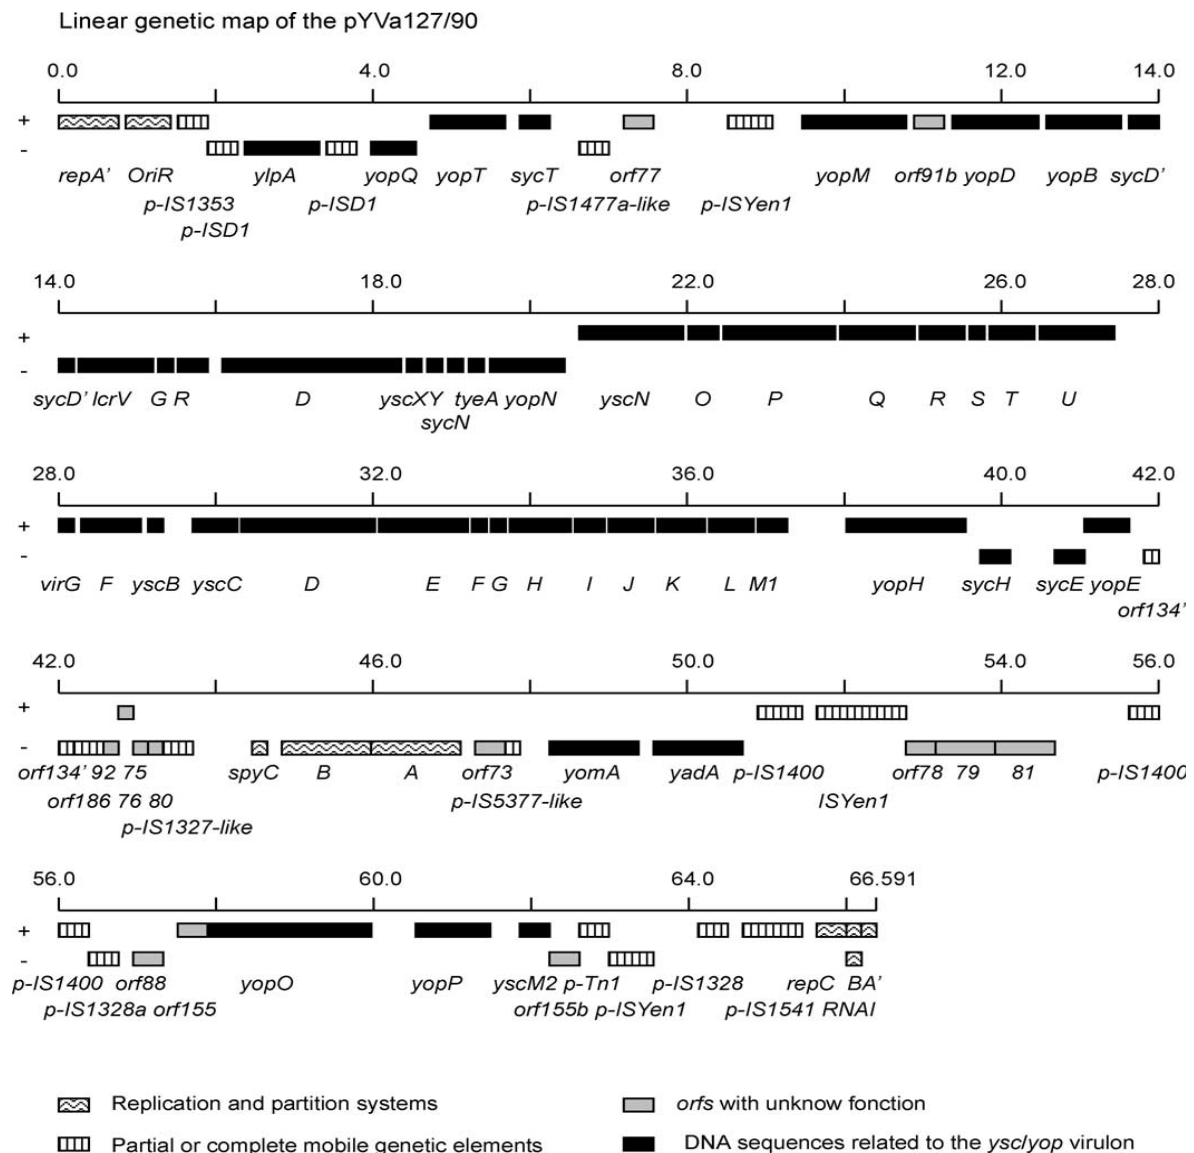 Linear genetic map of the pYVa127/90
0.0 4.0 8.0 12.0 14.0
+
-
repA' OriR ylpA yopQ yopT sycT orf77 yopM orf91b yopD yopB sycD'
p-IS1353 p-ISD1 p-IS1477a-like p-ISYen1
p-ISD1
14.0 18.0 22.0 26.0 28.0
+
-
sycD' lcrV G R D yscXY tyeA yopN yscN O P Q R S T U
sycN
28.0 32.0 36.0 40.0 42.0
+
-
virG F yscB yscC D E F G H I J K L M1 yopH sycH sycE yopE
orf134'
42.0 46.0 50.0 54.0 56.0
+
-
orf134' 92 75 spyC B A orf73 yomA yadA p-IS1400 orf78 79 81 p-IS1400
orf186 76 80 p-IS5377-like ISYen1
p-IS1327-like
56.0 60.0 64.0 66.591
+
-
p-IS1400 orf88 yopO yopP yscM2 p-Tn1 p-IS1328 repC BA'
p-IS1328a orf155 orf155b p-ISYen1 p-IS1541 RNAI
Replication and partition systems orfs with unknow fonction
Partial or complete mobile genetic elements DNA sequences related to the ysc/yop virulon